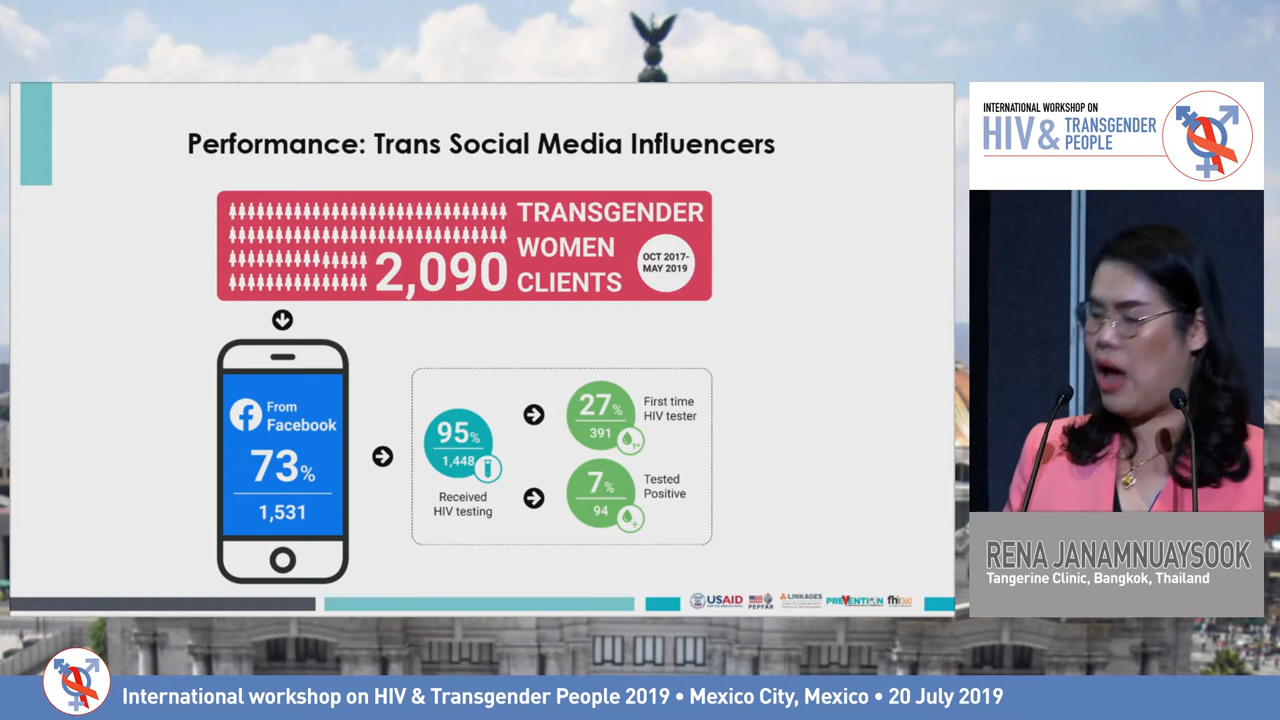 Performance: Trans Social Media Influencers
TRANSGENDER
WOMEN
CLIENTS
2,090
OCT 2017-
MAY 2019
From
Facebook
73%
1,531
95%
1,448
Received
HIV testing
27%
391
First time
HIV tester
7%
94
Tested
Positive
USAID
PEPFAR
LINKAGES
PREVENTION
fhi360
INTERNATIONAL WORKSHOP ON
HIV & TRANSGENDER
PEOPLE
RENA JANAMNUAYSOOK
Tangerine Clinic, Bangkok, Thailand
International workshop on HIV & Transgender People 2019 • Mexico City, Mexico • 20 July 2019